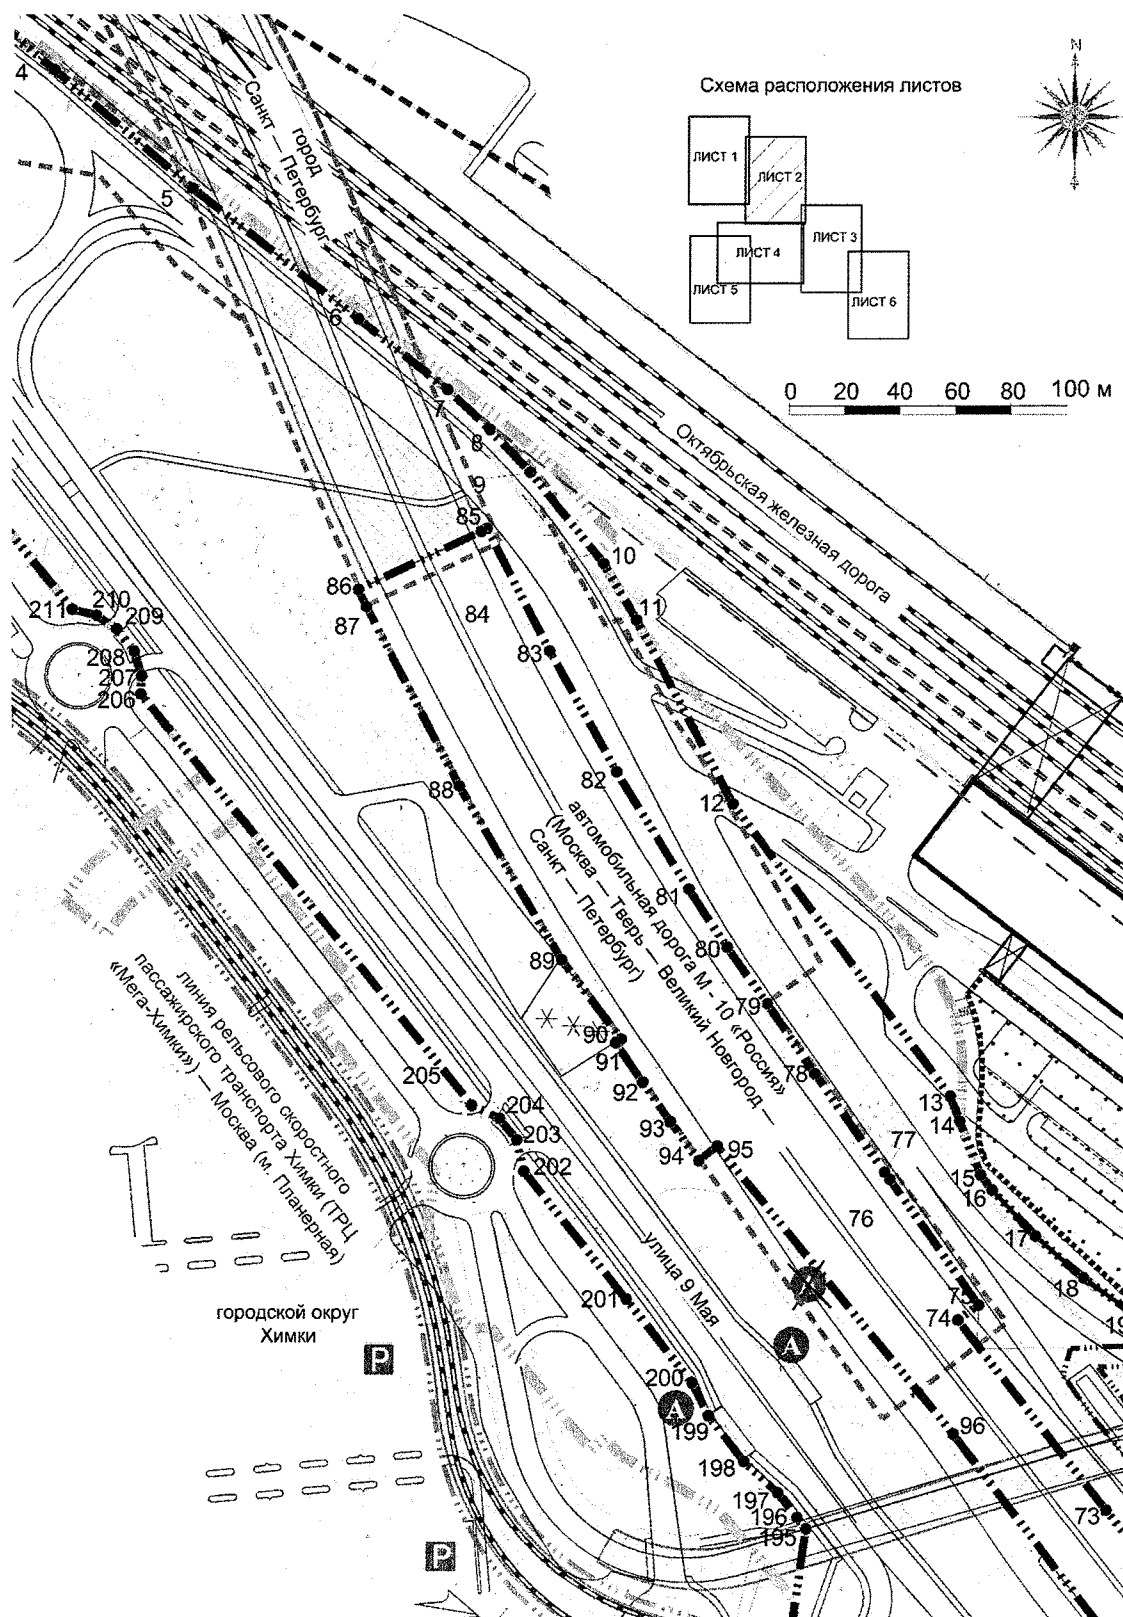 N
Схема расположения листов
ЛИСТ 1
ЛИСТ 2
ЛИСТ 3
ЛИСТ 4
ЛИСТ 5
ЛИСТ 6
0 20 40 60 80 100 м
город
Санкт – Петербург
Октябрьская железная дорога
4
5
6
7
8
9
10
11
12
13
14
15
16
17
18
19
85
86
87
84
83
82
81
80
79
78
77
76
75
74
73
88
89
90
91
92
93
94
95
96
211
210
209
208
207
206
205
204
203
202
201
200
199
198
197
196
195
автомобильная дорога М - 10 «Россия»
(Москва – Тверь – Великий Новгород –
Санкт – Петербург)
линия рельсового скоростного
пассажирского транспорта Химки (ТРЦ
«Мега-Химки») – Москва (м. Планерная)
улица 9 Мая
городской округ
Химки
P
P
A
A
X